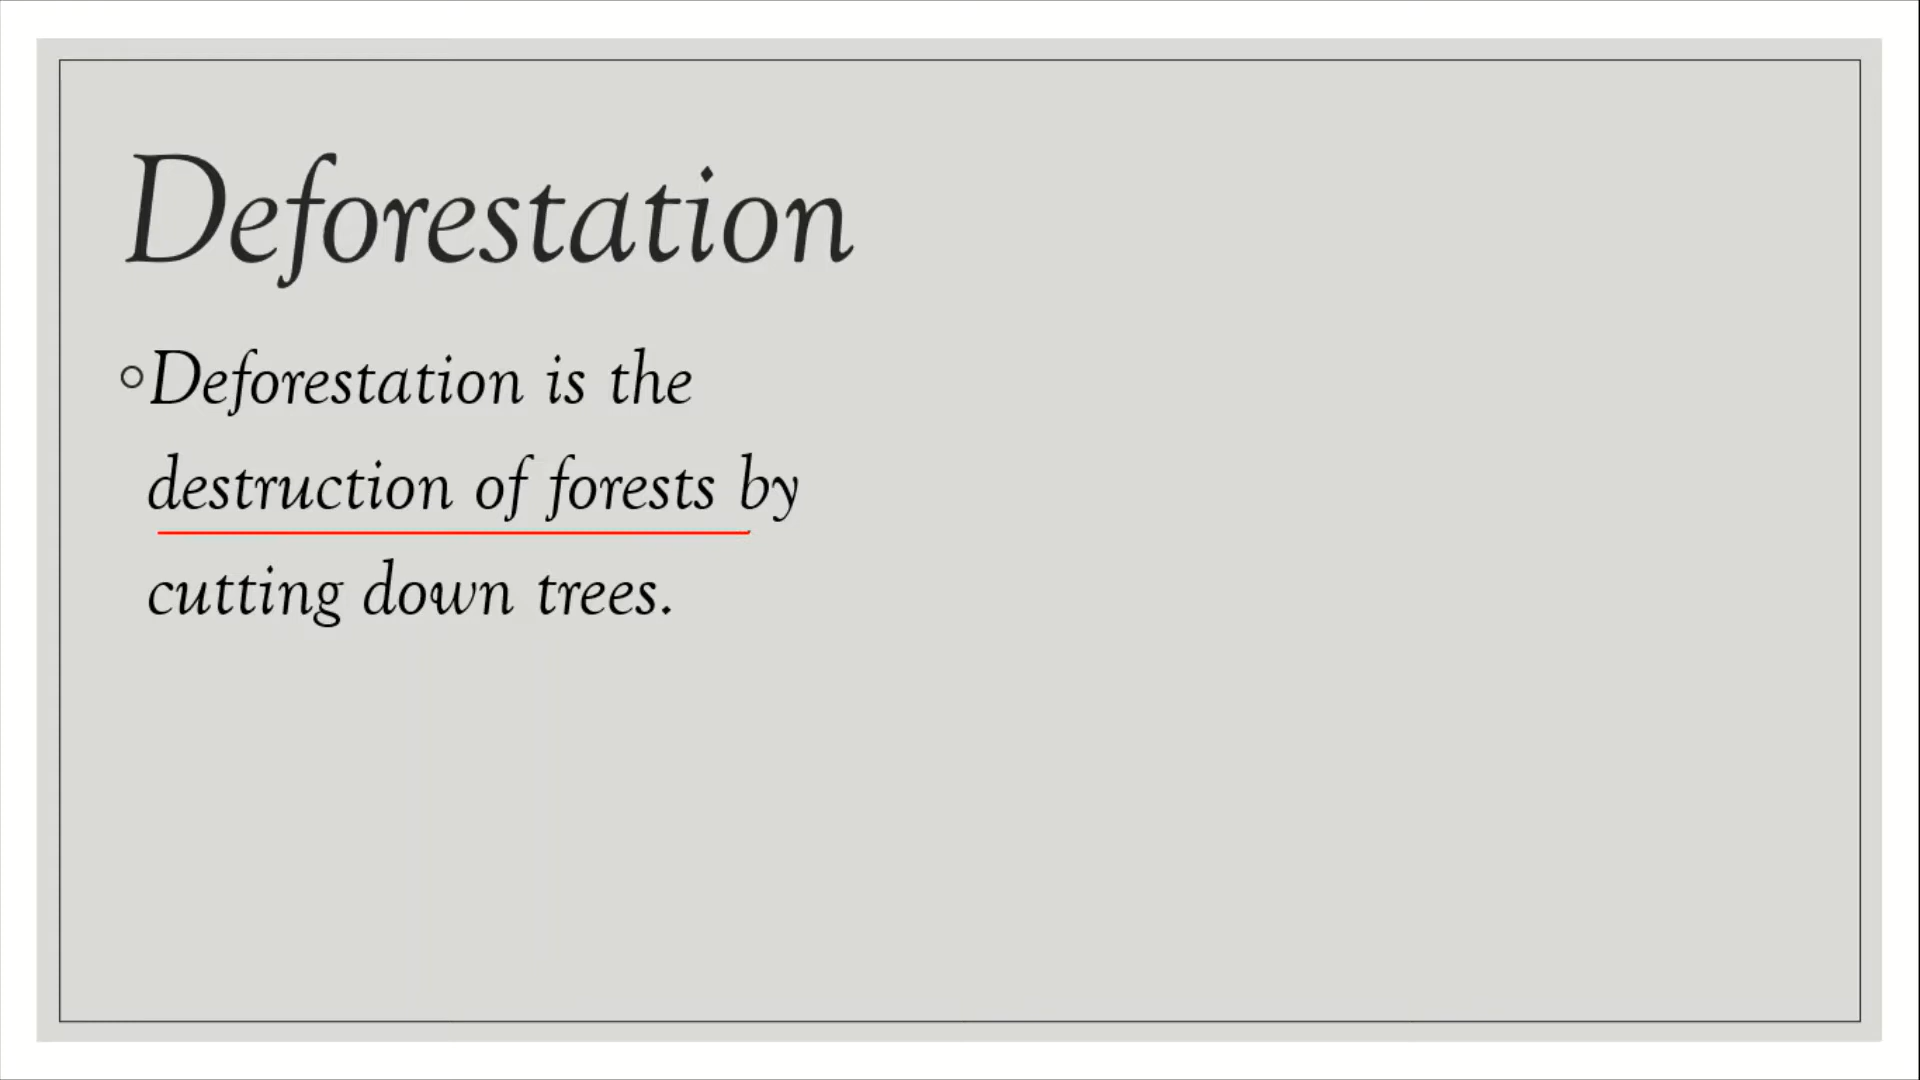 Deforestation
Deforestation is the
destruction of forests by
cutting down trees.